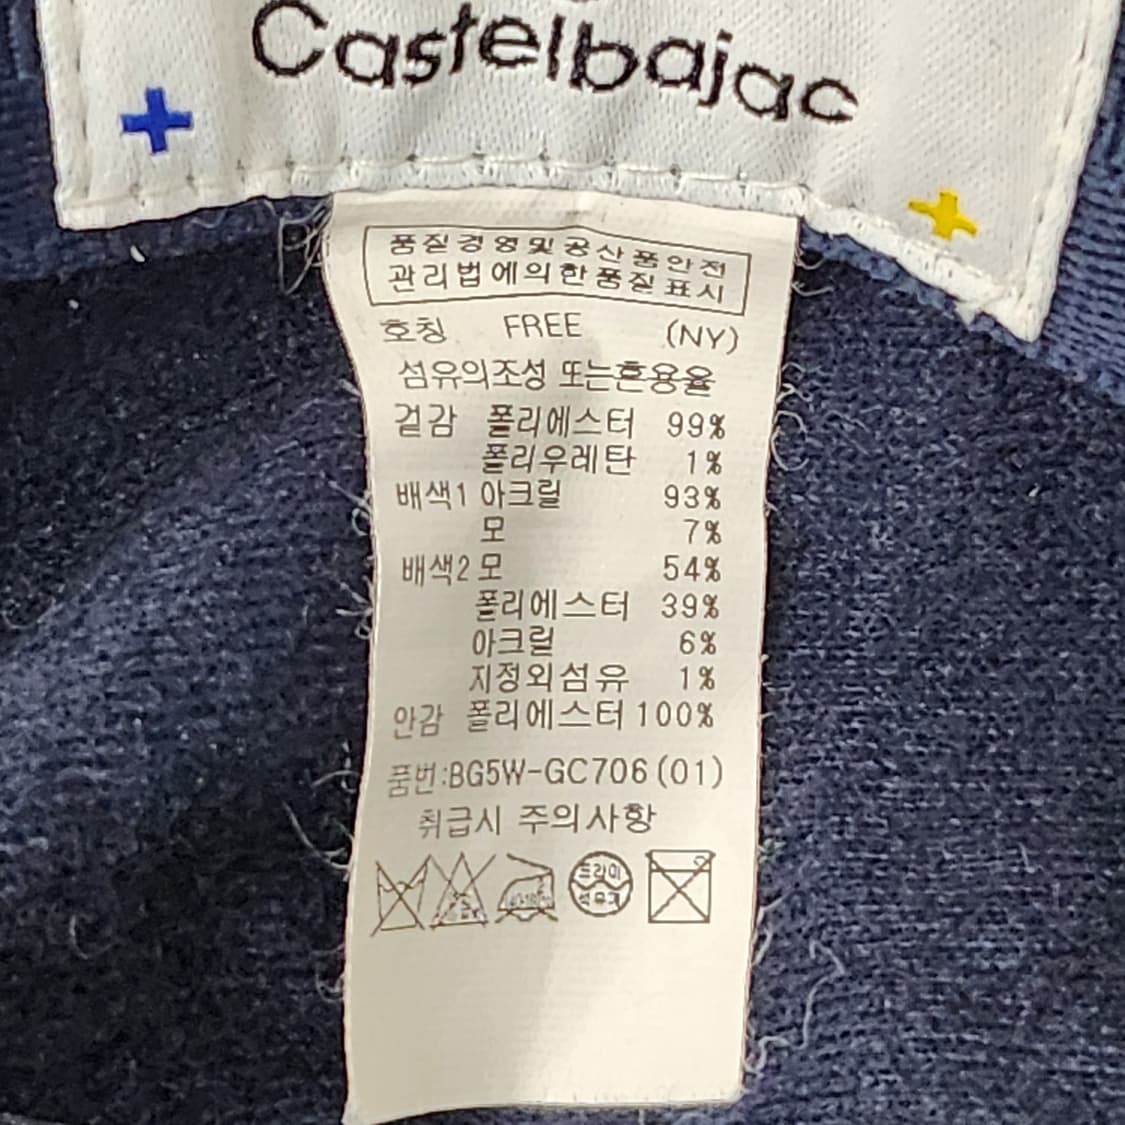 Castelbajac
품질경영및공산품안전
관리법에의한품질표시
호칭 FREE (NY)
섬유의조성 또는혼용율
겉감 폴리에스터 99%
폴리우레탄 1%
배색1 아크릴 93%
모 7%
배색2 모 54%
폴리에스터 39%
아크릴 6%
지정외섬유 1%
안감 폴리에스터 100%
품번:BG5W-GC706(01)
취급시 주의사항
드라이